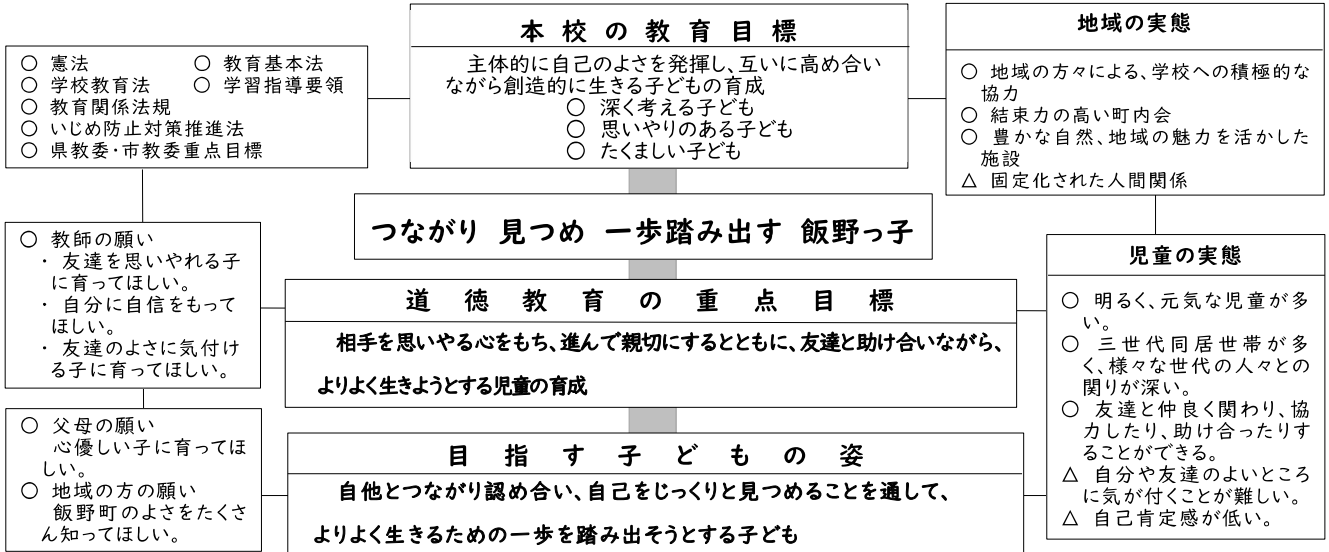 本校の教育目標
主体的に自己のよさを発揮し、互いに高め合い
ながら創造的に生きる子どもの育成
○ 深く考える子ども
○ 思いやりのある子ども
○ たくましい子ども
○ 憲法 ○ 教育基本法
○ 学校教育法 ○ 学習指導要領
○ 教育関係法規
○ いじめ防止対策推進法
○ 県教委・市教委重点目標
地域の実態
○ 地域の方々による、学校への積極的な
協力
○ 結束力の高い町内会
○ 豊かな自然、地域の魅力を活かした
施設
△ 固定化された人間関係
つながり 見つめ 一歩踏み出す 飯野っ子
○ 教師の願い
・ 友達を思いやれる子
に育ってほしい。
・ 自分に自信をもって
ほしい。
・ 友達のよさに気付け
る子に育ってほしい。
道徳教育の重点目標
相手を思いやる心をもち、進んで親切にするとともに、友達と助け合いながら、
よりよく生きようとする児童の育成
児童の実態
○ 明るく、元気な児童が多
い。
○ 三世代同居世帯が多
く、様々な世代の人々との
関りが深い。
○ 友達と仲良く関わり、協
力したり、助け合ったりす
ることができる。
△ 自分や友達のよいところ
に気が付くことが難しい。
△ 自己肯定感が低い。
○ 父母の願い
心優しい子に育ってほ
しい。
○ 地域の方の願い
飯野町のよさをたくさ
ん知ってほしい。
目指す子どもの姿
自他とつながり認め合い、自己をじっくりと見つめることを通して、
よりよく生きるための一歩を踏み出そうとする子ども